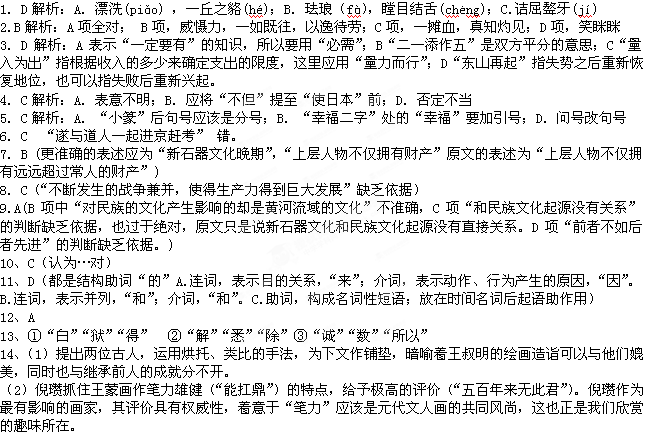 1. D 解析：A. 漂洗(piǎo) ，一丘之貉(hé)；B. 珐琅（fǔ)，瞠目结舌(chēng)；C.诘屈聱牙(jí)
2.B 解析：A 项全对； B 项，威慑力，一如既往，以逸待劳；C 项，一摊血，真知灼见；D 项，笑眯眯
3. D 解析：A 表示“一定要有”的知识，所以要用“必需”；B“二一添作五”是双方平分的意思；C“量
入为出”指根据收入的多少来确定支出的限度，这里应用“量力而行”；D“东山再起”指失势之后重新恢
复地位，也可以指失败后重新兴起。
4. C 解析：A. 表意不明；B. 应将“不但”提至“使日本”前；D. 否定不当
5. C 解析：A. “小篆”后句号应该是分号； B. “幸福二字”处的“幸福”要加引号；D. 问号改句号
6. C “遂与道人一起进京赶考” 错。
7. B（更准确的表述应为“新石器文化晚期”，“上层人物不仅拥有财产”原文的表述为“上层人物不仅拥
有远远超过常人的财产”）
8. C（“不断发生的战争兼并，使得生产力得到巨大发展”缺乏依据）
9.A(B 项中“对民族的文化产生影响的却是黄河流域的文化”不准确，C 项“和民族文化起源没有关系”
的判断缺乏依据，也过于绝对，原文只是说新石器文化和民族文化起源没有直接关系。D 项“前者不如后
者先进”的判断缺乏依据。)
10、C（认为…对）
11、D（都是结构助词“的”A.连词，表示目的关系，“来”；介词，表示动作、行为产生的原因，“因”。
B.连词，表示并列，“和”；介词，“和”。C.助词，构成名词性短语；放在时间名词后起语助作用）
12、A
13、①“白”“狱”“得” ②“解”“悉”“除”③“诚”“数”“所以”
14、（1）提出两位古人，运用烘托、类比的手法，为下文作铺垫，暗喻着王叔明的绘画造诣可以与他们媲
美，同时也与继承前人的成就分不开。
（2）倪瓒抓住王蒙画作笔力雄健（“能扛鼎”）的特点，给予极高的评价（“五百年来无此君”）。倪瓒作为
最有影响的画家，其评价具有权威性，着意于“笔力”应该是元代文人画的共同风尚，这也正是我们欣赏
的趣味所在。